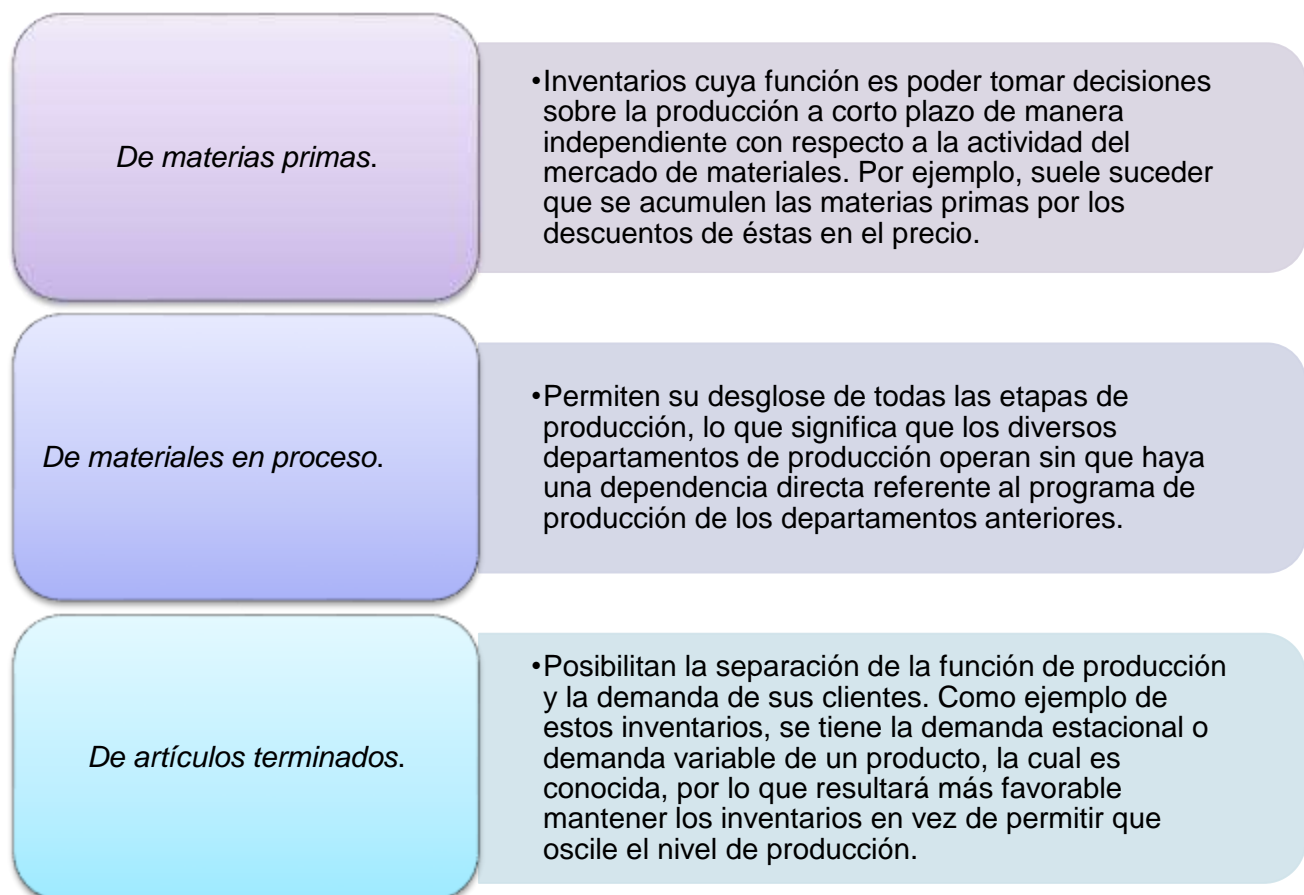 De materias primas.
•Inventarios cuya función es poder tomar decisiones
sobre la producción a corto plazo de manera
independiente con respecto a la actividad del
mercado de materiales. Por ejemplo, suele suceder
que se acumulen las materias primas por los
descuentos de éstas en el precio.
De materiales en proceso.
•Permiten su desglose de todas las etapas de
producción, lo que significa que los diversos
departamentos de producción operan sin que haya
una dependencia directa referente al programa de
producción de los departamentos anteriores.
De artículos terminados.
•Posibilitan la separación de la función de producción
y la demanda de sus clientes. Como ejemplo de
estos inventarios, se tiene la demanda estacional o
demanda variable de un producto, la cual es
conocida, por lo que resultará más favorable
mantener los inventarios en vez de permitir que
oscile el nivel de producción.